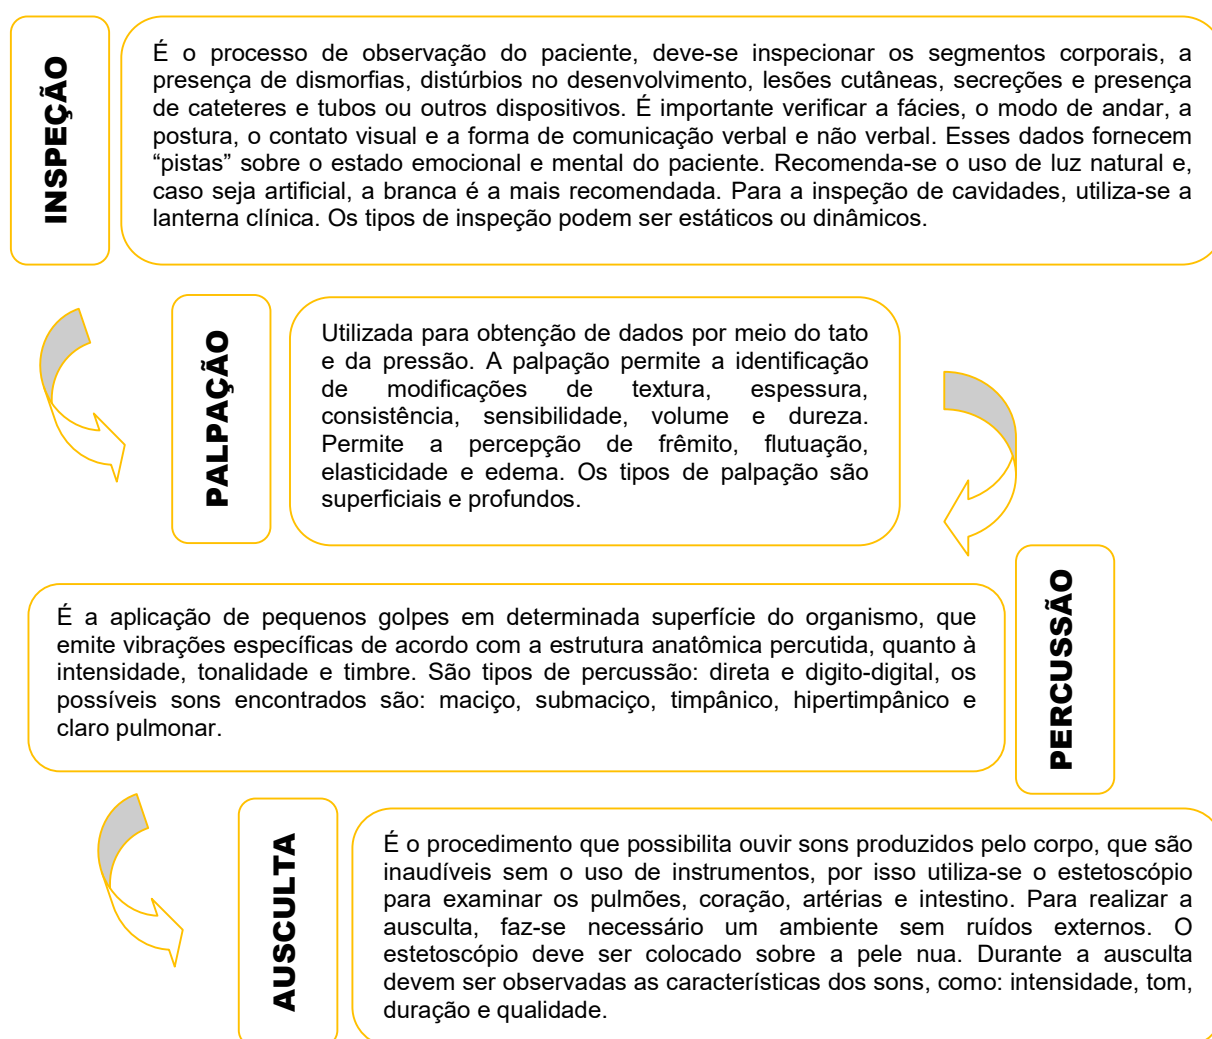 INSPEÇÃO
É o processo de observação do paciente, deve-se inspecionar os segmentos corporais, a
presença de dismorfias, distúrbios no desenvolvimento, lesões cutâneas, secreções e presença
de cateteres e tubos ou outros dispositivos. É importante verificar a fácies, o modo de andar, a
postura, o contato visual e a forma de comunicação verbal e não verbal. Esses dados fornecem
“pistas” sobre o estado emocional e mental do paciente. Recomenda-se o uso de luz natural e,
caso seja artificial, a branca é a mais recomendada. Para a inspeção de cavidades, utiliza-se a
lanterna clínica. Os tipos de inspeção podem ser estáticos ou dinâmicos.
PALPAÇÃO
Utilizada para obtenção de dados por meio do tato
e da pressão. A palpação permite a identificação
de modificações de textura, espessura,
consistência, sensibilidade, volume e dureza.
Permite a percepção de frêmito, flutuação,
elasticidade e edema. Os tipos de palpação são
superficiais e profundos.
PERCUSSÃO
É a aplicação de pequenos golpes em determinada superfície do organismo, que
emite vibrações específicas de acordo com a estrutura anatômica percutida, quanto à
intensidade, tonalidade e timbre. São tipos de percussão: direta e digito-digital, os
possíveis sons encontrados são: maciço, submaciço, timpânico, hipertimpânico e
claro pulmonar.
AUSCULTA
É o procedimento que possibilita ouvir sons produzidos pelo corpo, que são
inaudíveis sem o uso de instrumentos, por isso utiliza-se o estetoscópio
para examinar os pulmões, coração, artérias e intestino. Para realizar a
ausculta, faz-se necessário um ambiente sem ruídos externos. O
estetoscópio deve ser colocado sobre a pele nua. Durante a ausculta
devem ser observadas as características dos sons, como: intensidade, tom,
duração e qualidade.